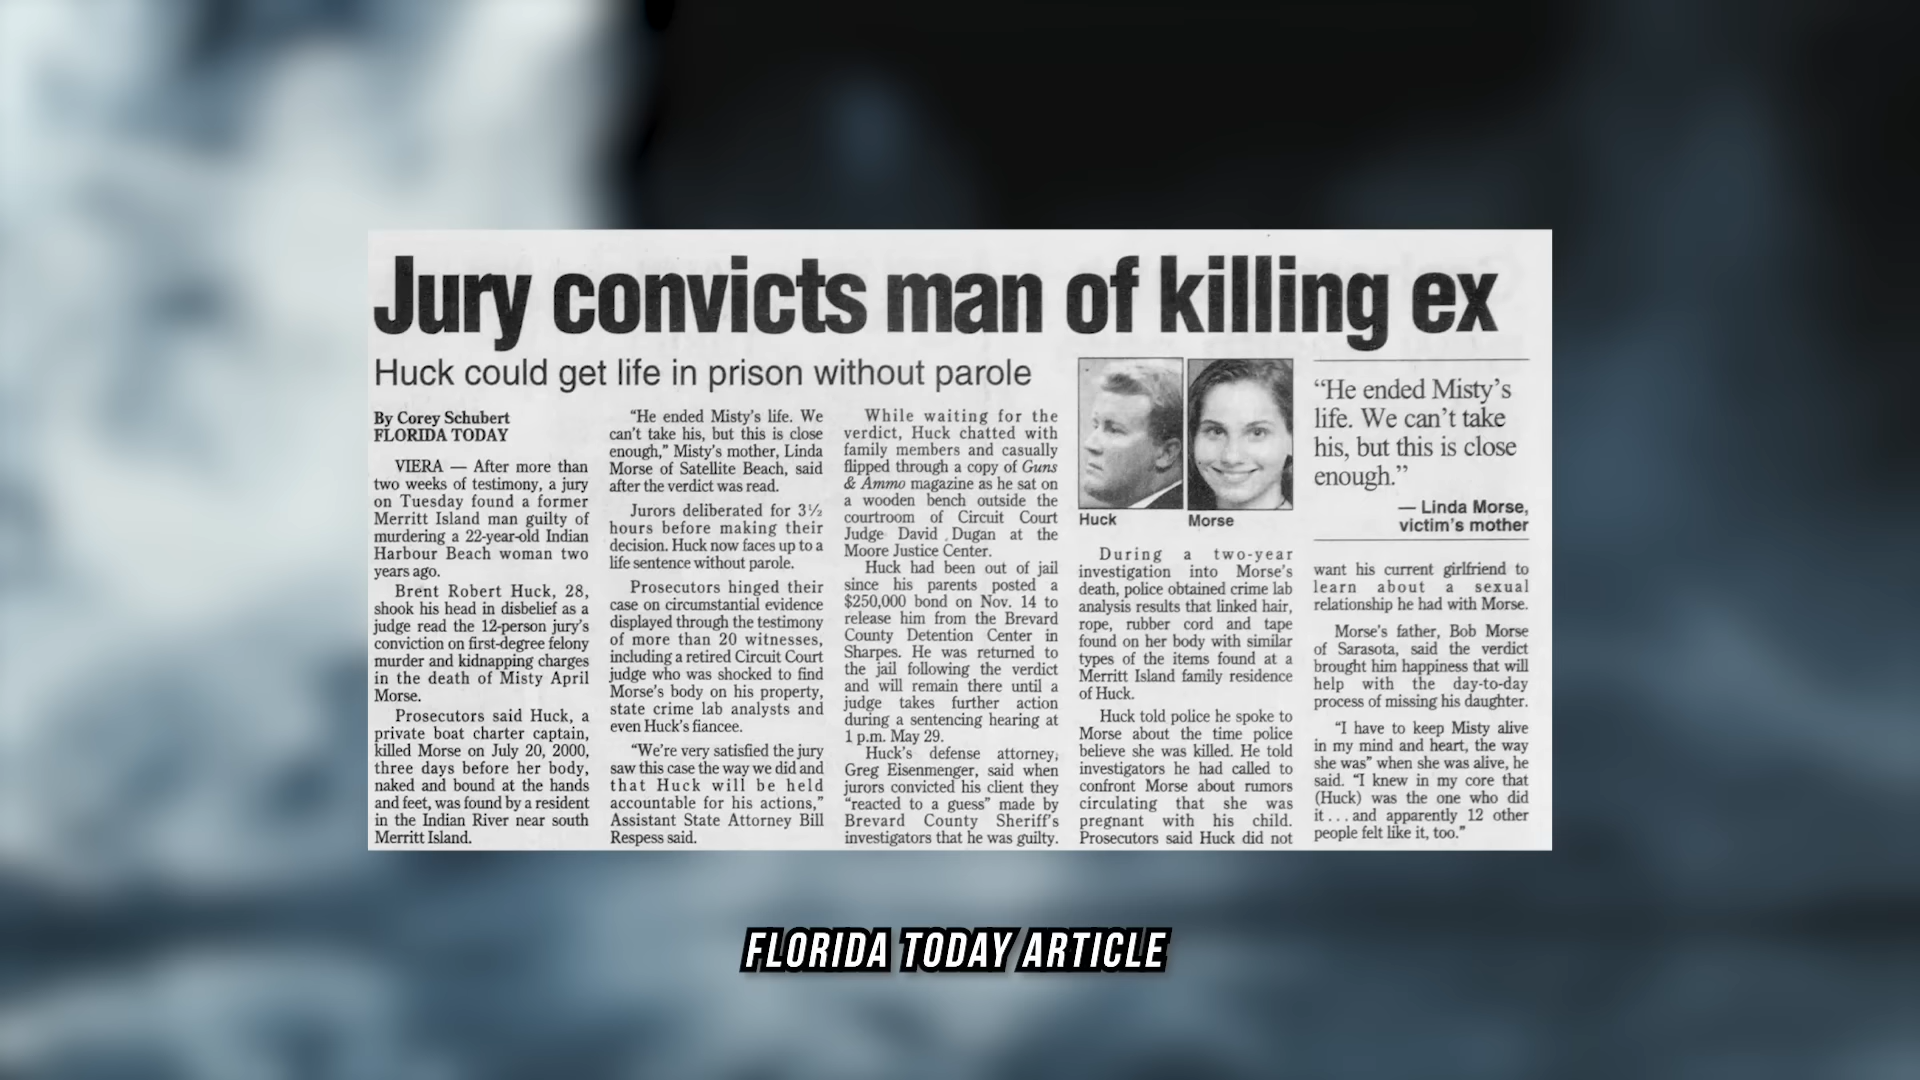 Jury convicts man of killing ex
Huck could get life in prison without parole
By Corey Schubert
FLORIDA TODAY
VIERA — After more than
two weeks of testimony, a jury
on Tuesday found a former
Merritt Island man guilty of
murdering a 22-year-old Indian
Harbour Beach woman two
years ago.
Brent Robert Huck, 28,
shook his head in disbelief as a
judge read the 12-person jury's
conviction on first-degree felony
murder and kidnapping charges
in the death of Misty April
Morse.
Prosecutors said Huck, a
private boat charter captain,
killed Morse on July 20, 2000,
three days before her body,
naked and bound at the hands
and feet, was found by a resident
in the Indian River near south
Merritt Island.
“He ended Misty's life. We
can't take his, but this is close
enough,” Misty's mother, Linda
Morse of Satellite Beach, said
after the verdict was read.
Jurors deliberated for 3½
hours before making their
decision. Huck now faces up to a
life sentence without parole.
Prosecutors hinged their
case on circumstantial evidence
displayed through the testimony
of more than 20 witnesses,
including a retired Circuit Court
judge who was shocked to find
Morse's body on his property,
state crime lab analysts and
even Huck's fiancee.
“We're very satisfied the jury
saw this case the way we did and
that Huck will be held
accountable for his actions,”
Assistant State Attorney Bill
Respess said.
While waiting for the
verdict, Huck chatted with
family members and casually
flipped through a copy of Guns
& Ammo magazine as he sat on
a wooden bench outside the
courtroom of Circuit Court
Judge David Dugan at the
Moore Justice Center.
Huck had been out of jail
since his parents posted a
$250,000 bond on Nov. 14 to
release him from the Brevard
County Detention Center in
Sharpes. He was returned to
the jail following the verdict
and will remain there until a
judge takes further action
during a sentencing hearing at
1 p.m. May 29.
Huck's defense attorney,
Greg Eisenmenger, said when
jurors convicted his client they
“reacted to a guess” made by
Brevard County Sheriff's
investigators that he was guilty.
Huck
Morse
During a two-year
investigation into Morse's
death, police obtained crime lab
analysis results that linked hair,
rope, rubber cord and tape
found on her body with similar
types of the items found at a
Merritt Island family residence
of Huck.
Huck told police he spoke to
Morse about the time police
believe she was killed. He told
investigators he had called to
confront Morse about rumors
circulating that she was
pregnant with his child.
Prosecutors said Huck did not
“He ended Misty's
life. We can't take
his, but this is close
enough.”
— Linda Morse,
victim's mother
want his current girlfriend to
learn about a sexual
relationship he had with Morse.
Morse's father, Bob Morse
of Sarasota, said the verdict
brought him happiness that will
help with the day-to-day
process of missing his daughter.
“I have to keep Misty alive
in my mind and heart, the way
she was” when she was alive, he
said. “I knew in my core that
(Huck) was the one who did
it . . . and apparently 12 other
people felt like it, too.”
FLORIDA TODAY ARTICLE